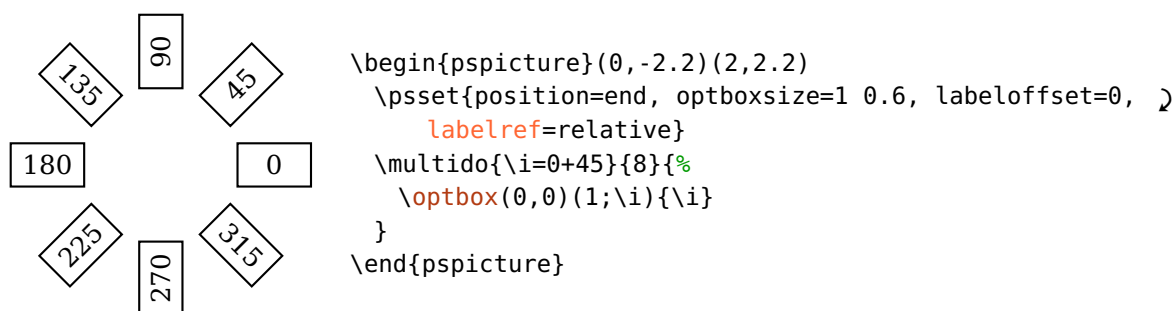 90
135
45
180
0
225
315
270
\begin{pspicture}(0,-2.2)(2,2.2)
\psset{position=end, optboxsize=1 0.6, labeloffset=0,
labelref=relative}
\multido{\i=0+45}{8}{%
\optbox(0,0)(1;\i){\i}
}
\end{pspicture}